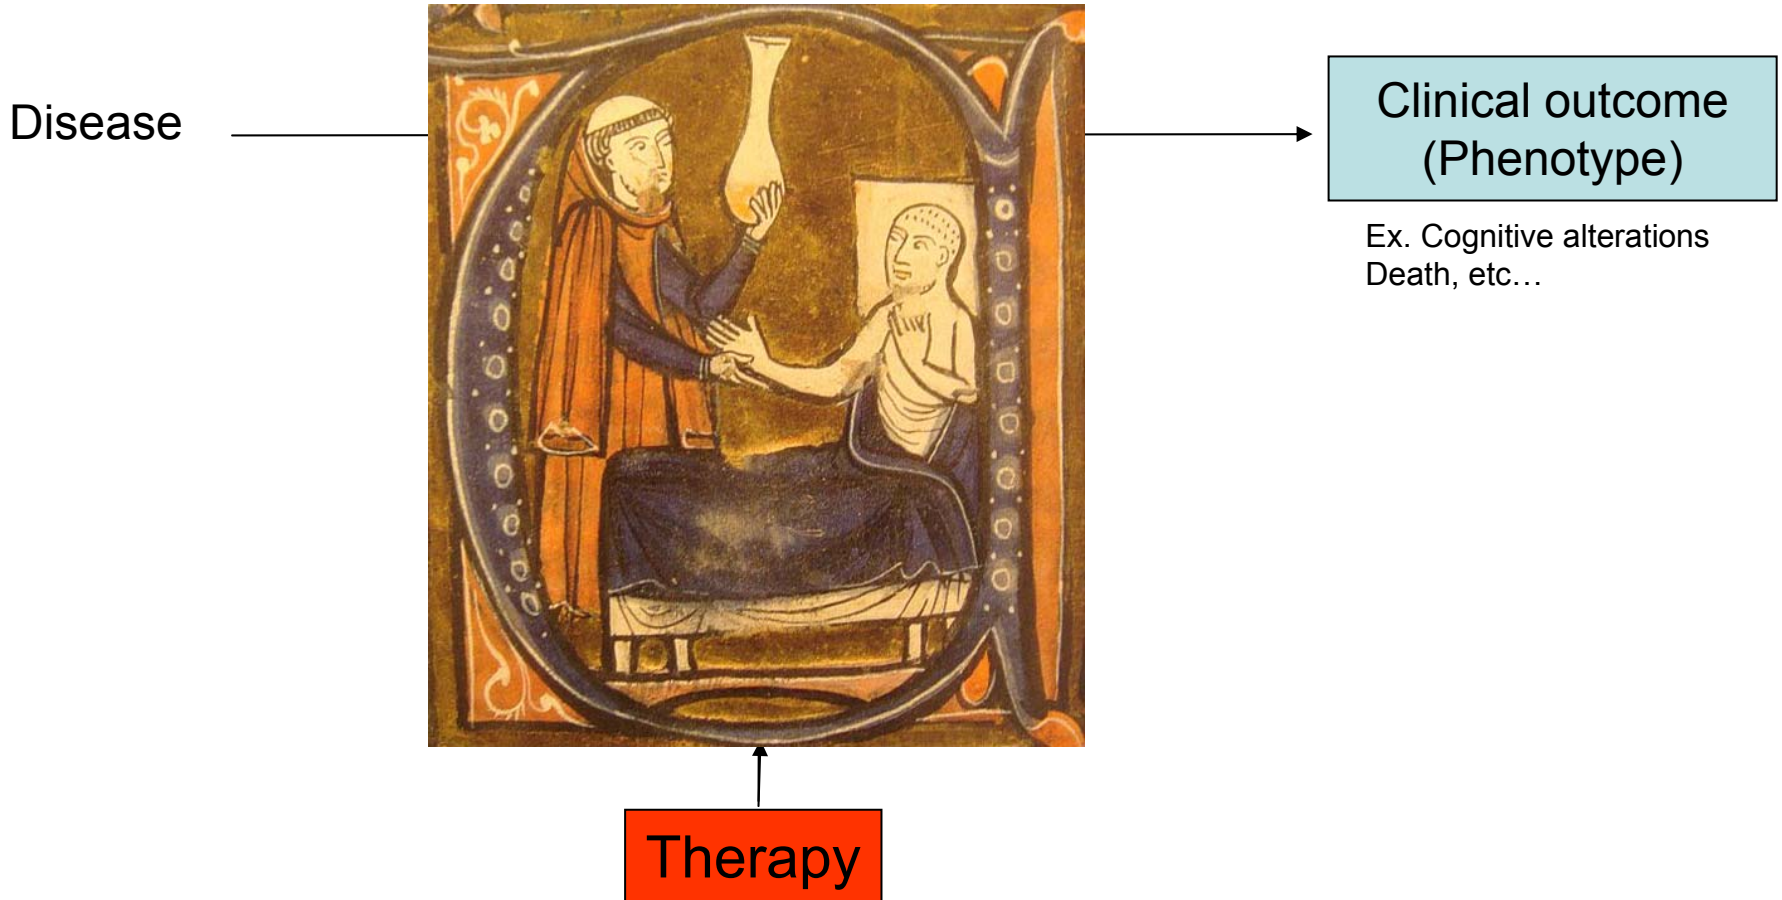 Disease
Clinical outcome
(Phenotype)
Ex. Cognitive alterations
Death, etc…
Therapy